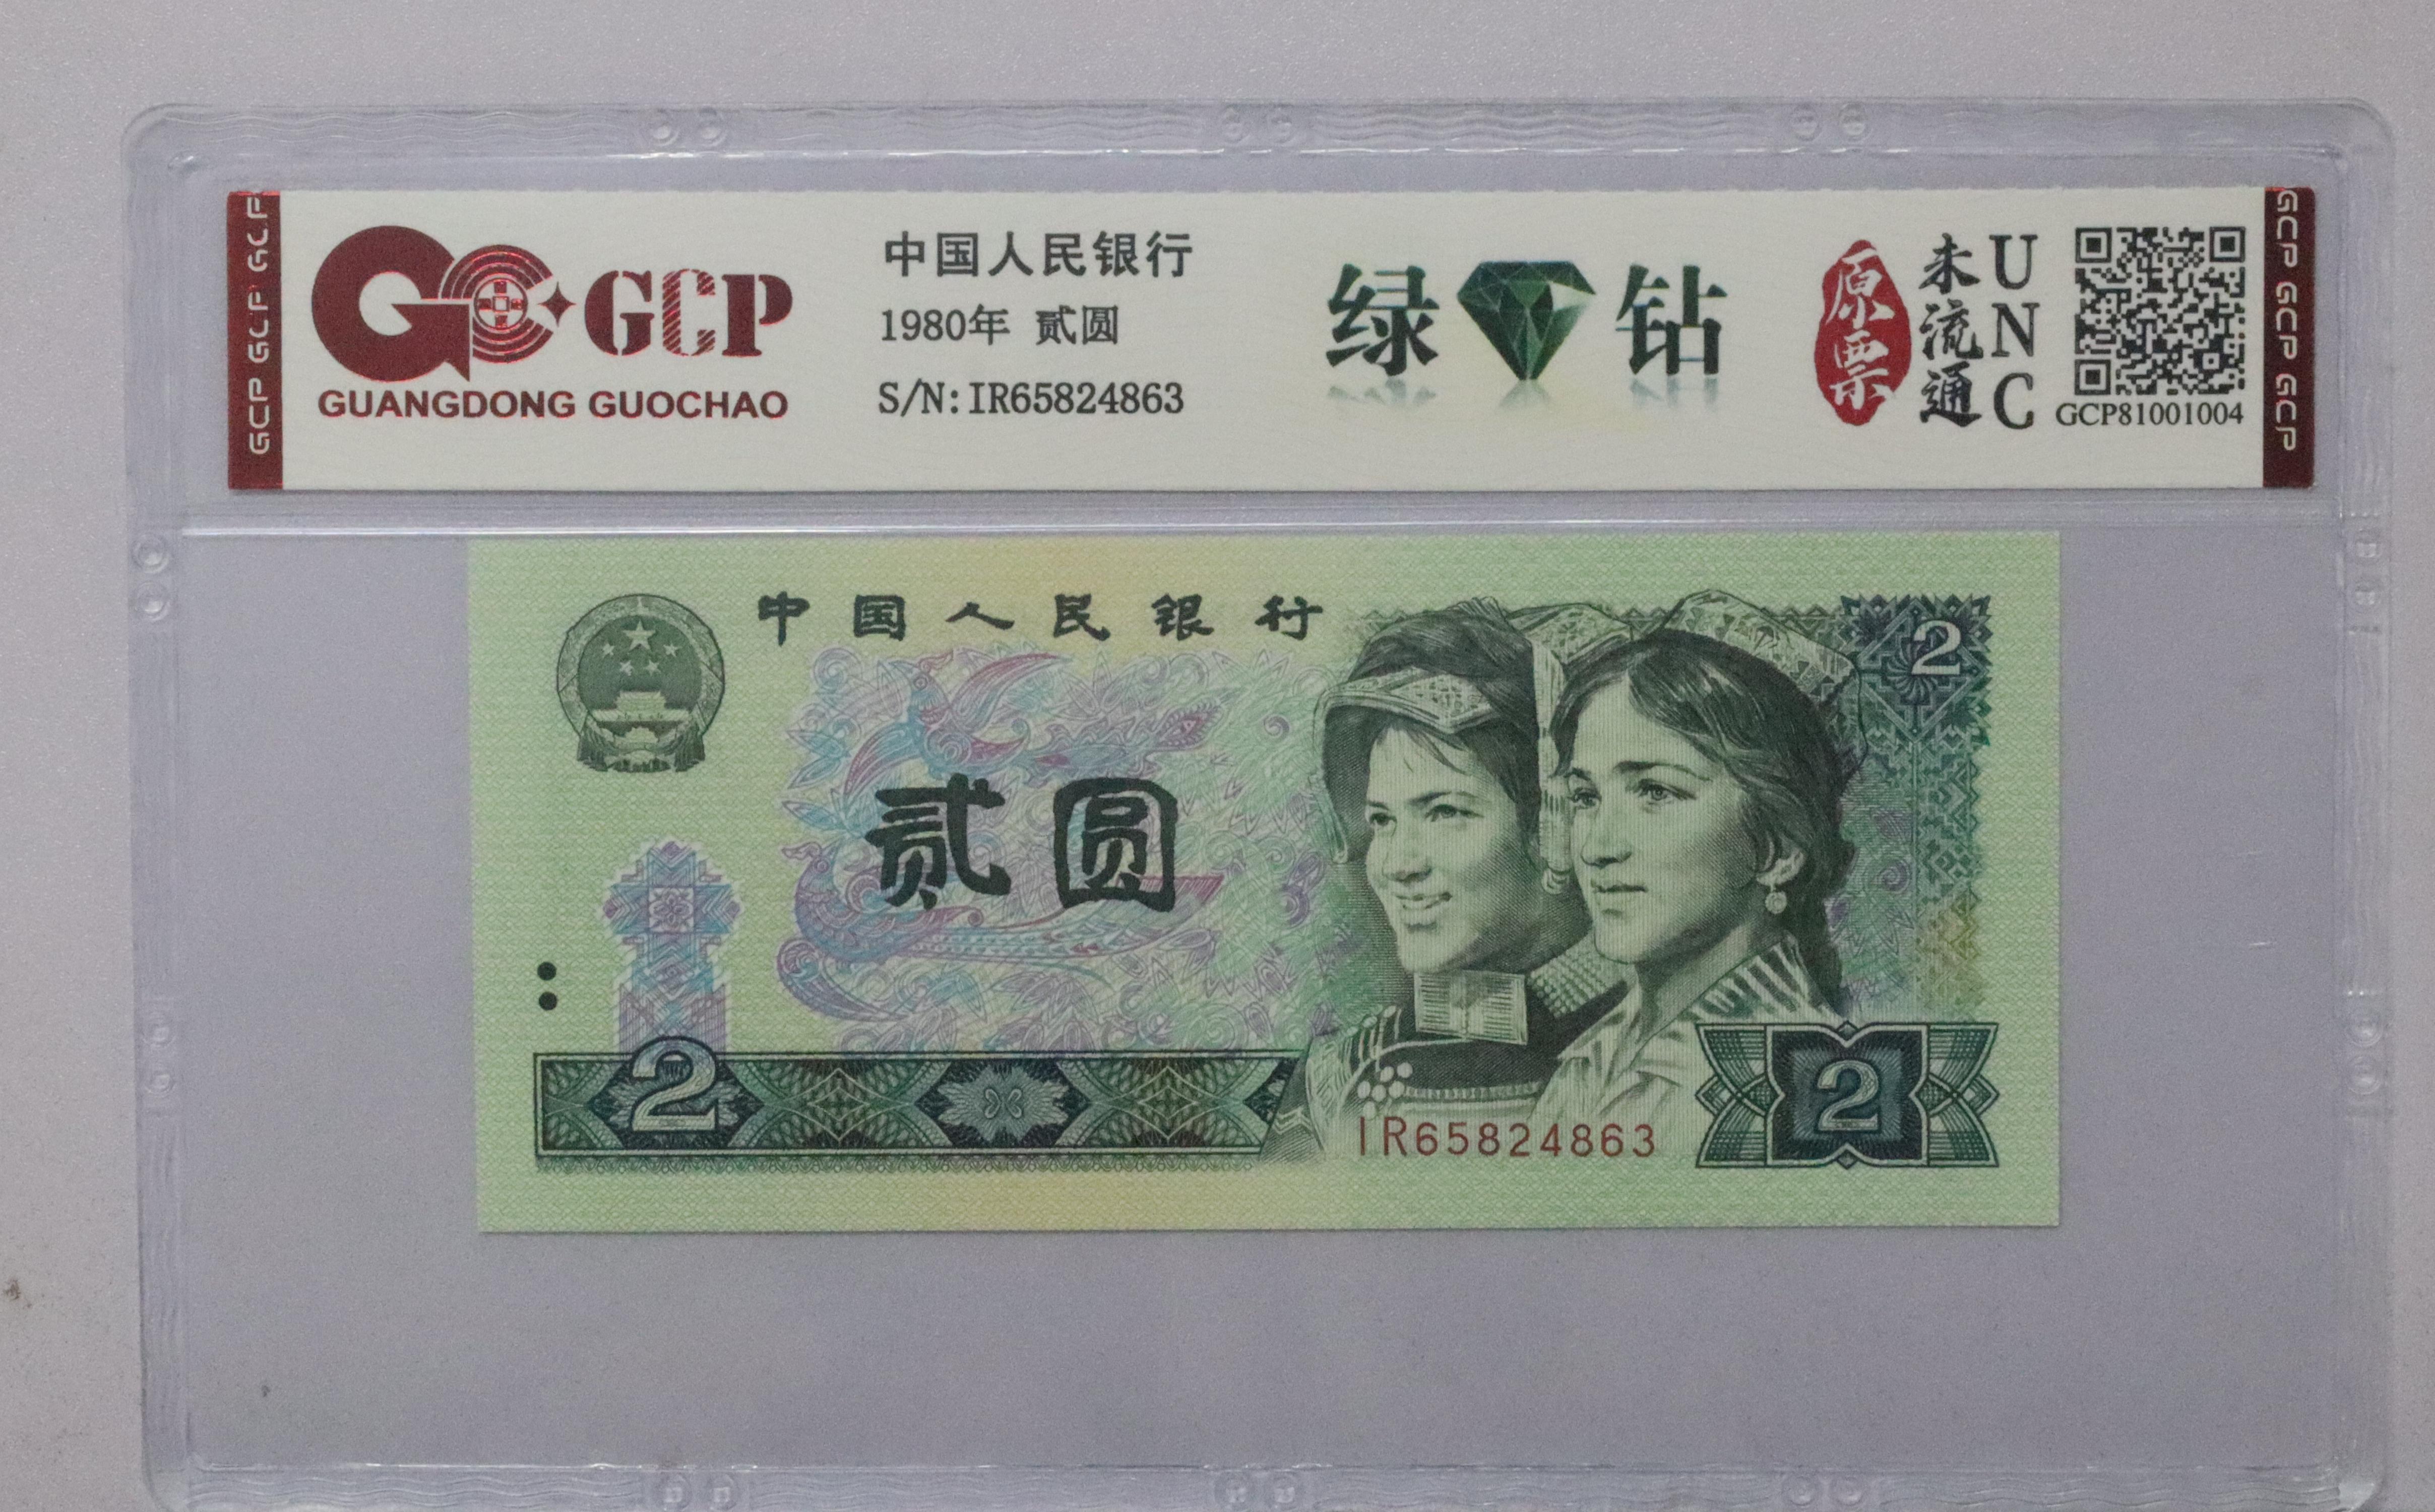 GCP GCP GCP
GCP
GUANGDONG GUOCHAO
中国人民银行
1980年 贰圆
S/N:IR65824863
绿钻
原票
未流通
UNC
GCP81001004
GCP GCP GCP
中国人民银行
2
贰圆
2
IR65824863
2